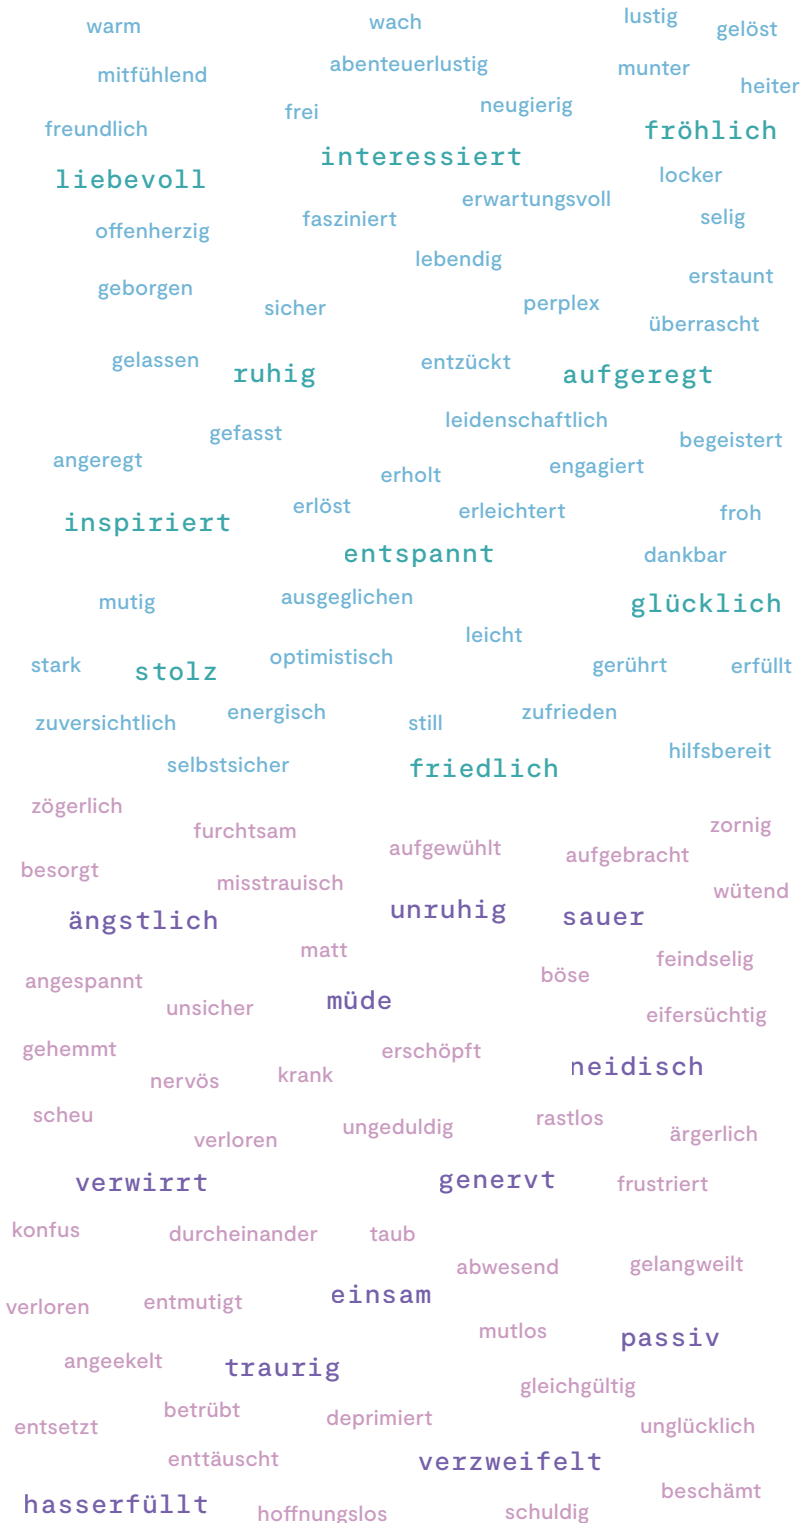 warm
wach
lustig
gelöst
mitfühlend
abenteuerlustig
munter
heiter
freundlich
frei
neugierig
fröhlich
liebevoll
interessiert
locker
offenherzig
fasziniert
erwartungsvoll
selig
lebendig
erstaunt
geborgen
sicher
perplex
überrascht
gelassen
ruhig
entzückt
aufgeregt
gefasst
leidenschaftlich
begeistert
angeregt
erholt
engagiert
inspiriert
erlöst
erleichtert
froh
entspannt
dankbar
mutig
ausgeglichen
glücklich
leicht
stark
stolz
optimistisch
gerührt
erfüllt
zuversichtlich
energisch
still
zufrieden
selbstsicher
friedlich
hilfsbereit
zögerlich
furchtsam
aufgewühlt
aufgebracht
zornig
besorgt
misstrauisch
wütend
ängstlich
unruhig
sauer
matt
feindselig
angespannt
unsicher
müde
böse
eifersüchtig
gehemmt
nervös
krank
erschöpft
neidisch
scheu
verloren
ungeduldig
rastlos
ärgerlich
verwirrt
genervt
frustriert
konfus
durcheinander
taub
abwesend
gelangweilt
verloren
entmutigt
einsam
mutlos
passiv
angeekelt
traurig
gleichgültig
entsetzt
betrübt
deprimiert
unglücklich
enttäuscht
verzweifelt
beschämt
hasserfüllt
hoffnungslos
schuldig